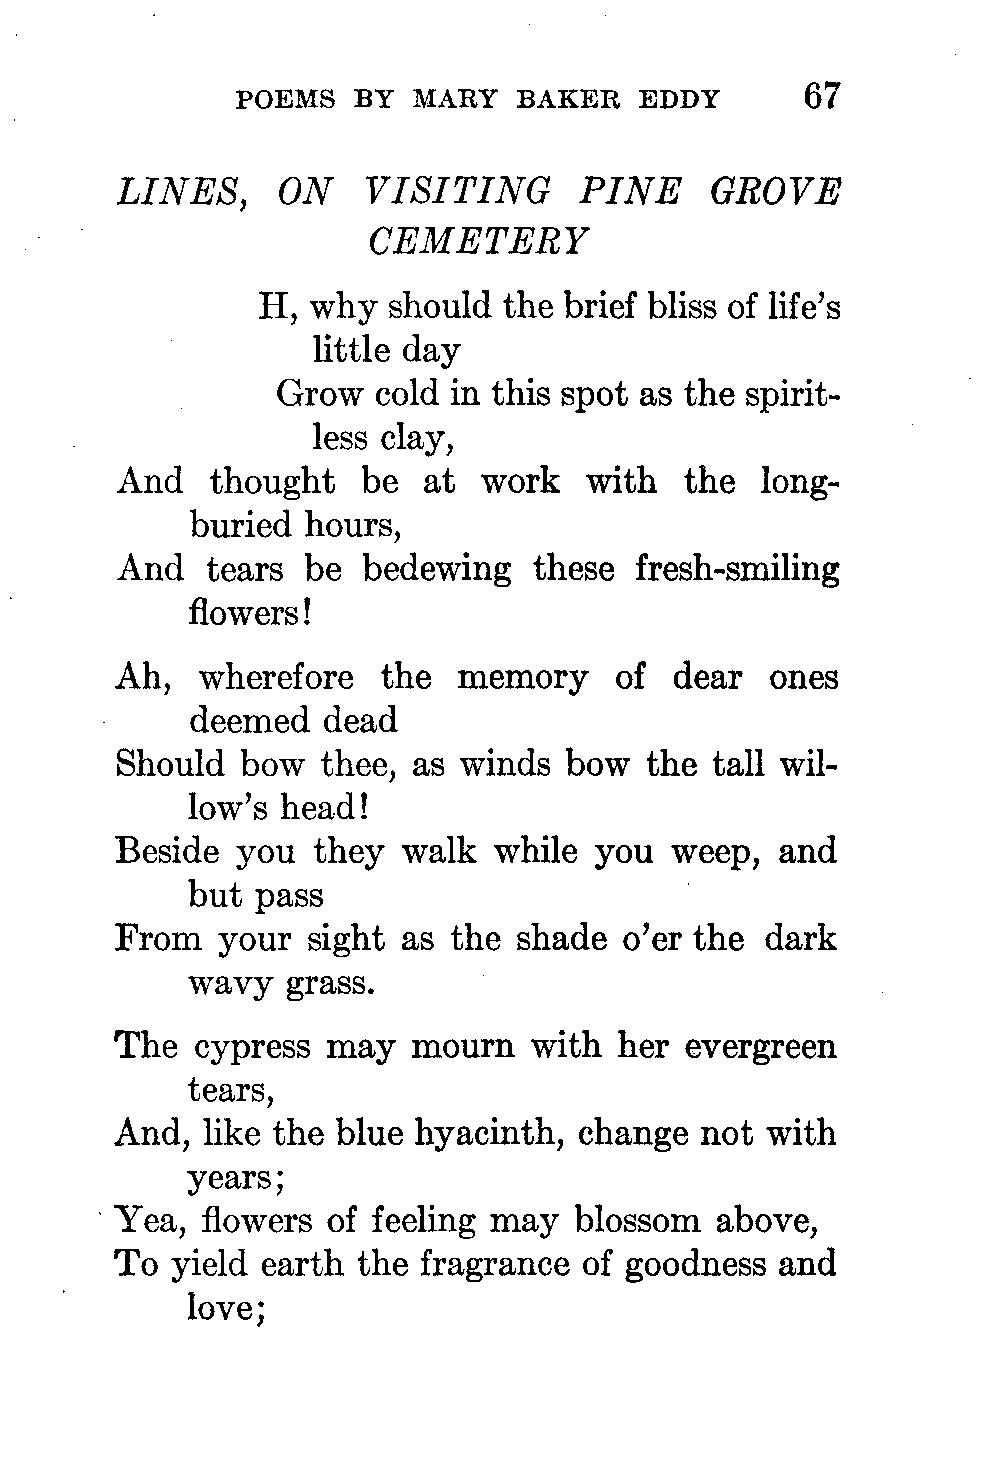 POEMS BY MARY BAKER EDDY 67
LINES, ON VISITING PINE GROVE
CEMETERY
H, why should the brief bliss of life's
little day
Grow cold in this spot as the spirit-
less clay,
And thought be at work with the long-
buried hours,
And tears be bedewing these fresh-smiling
flowers!
Ah, wherefore the memory of dear ones
deemed dead
Should bow thee, as winds bow the tall wil-
low's head!
Beside you they walk while you weep, and
but pass
From your sight as the shade o'er the dark
wavy grass.
The cypress may mourn with her evergreen
tears,
And, like the blue hyacinth, change not with
years;
Yea, flowers of feeling may blossom above,
To yield earth the fragrance of goodness and
love;